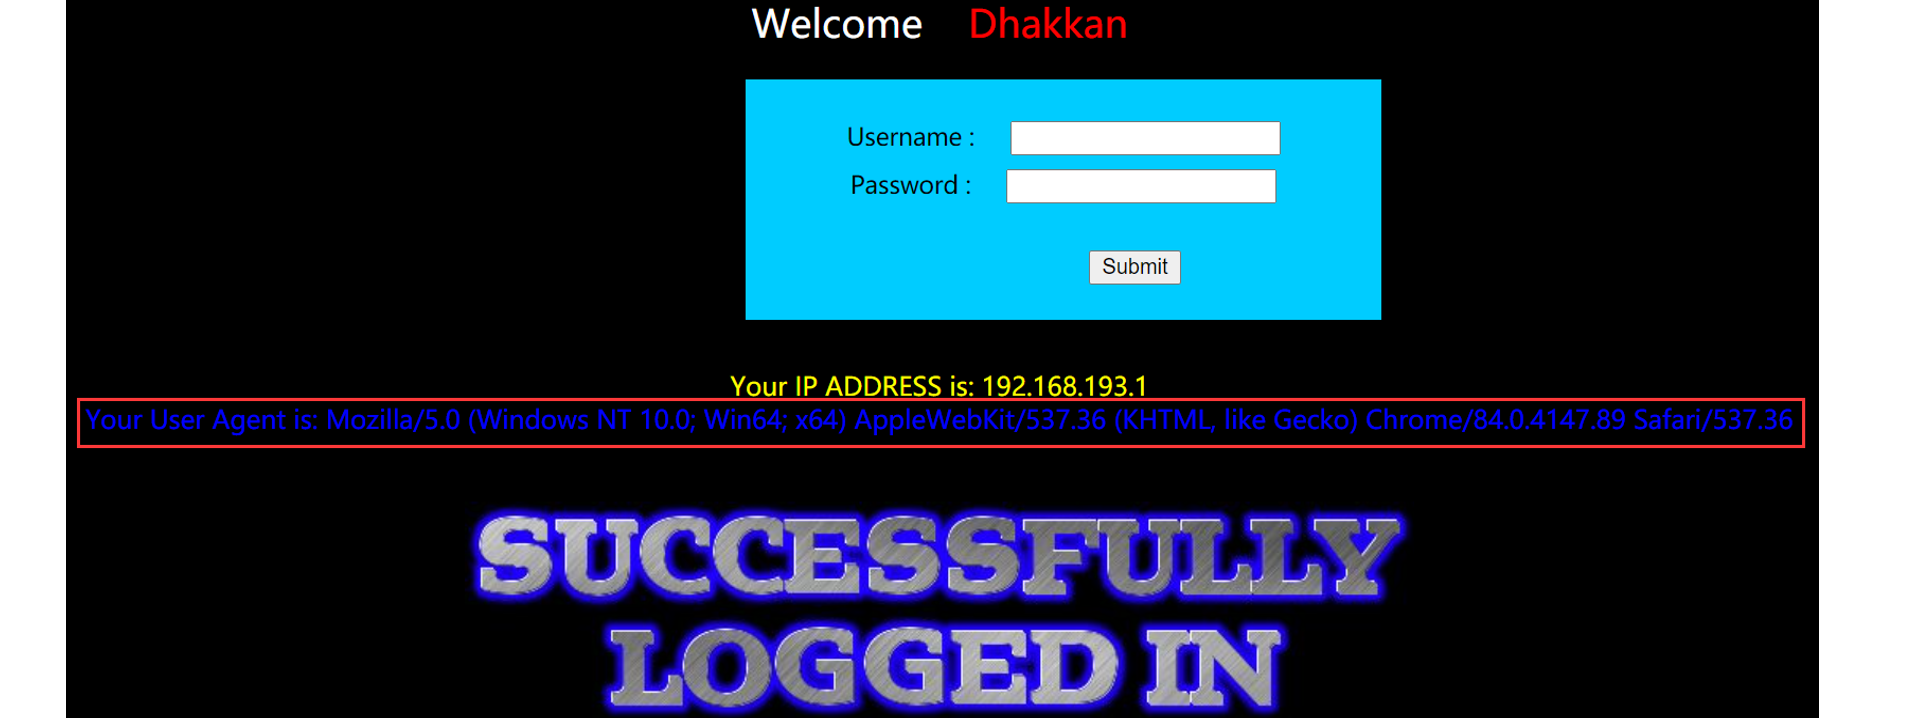 Welcome Dhakkan
Username :
Password :
Submit
Your IP ADDRESS is: 192.168.193.1
Your User Agent is: Mozilla/5.0 (Windows NT 10.0; Win64; x64) AppleWebKit/537.36 (KHTML, like Gecko) Chrome/84.0.4147.89 Safari/537.36
SUCCESSFULLY
LOGGED IN